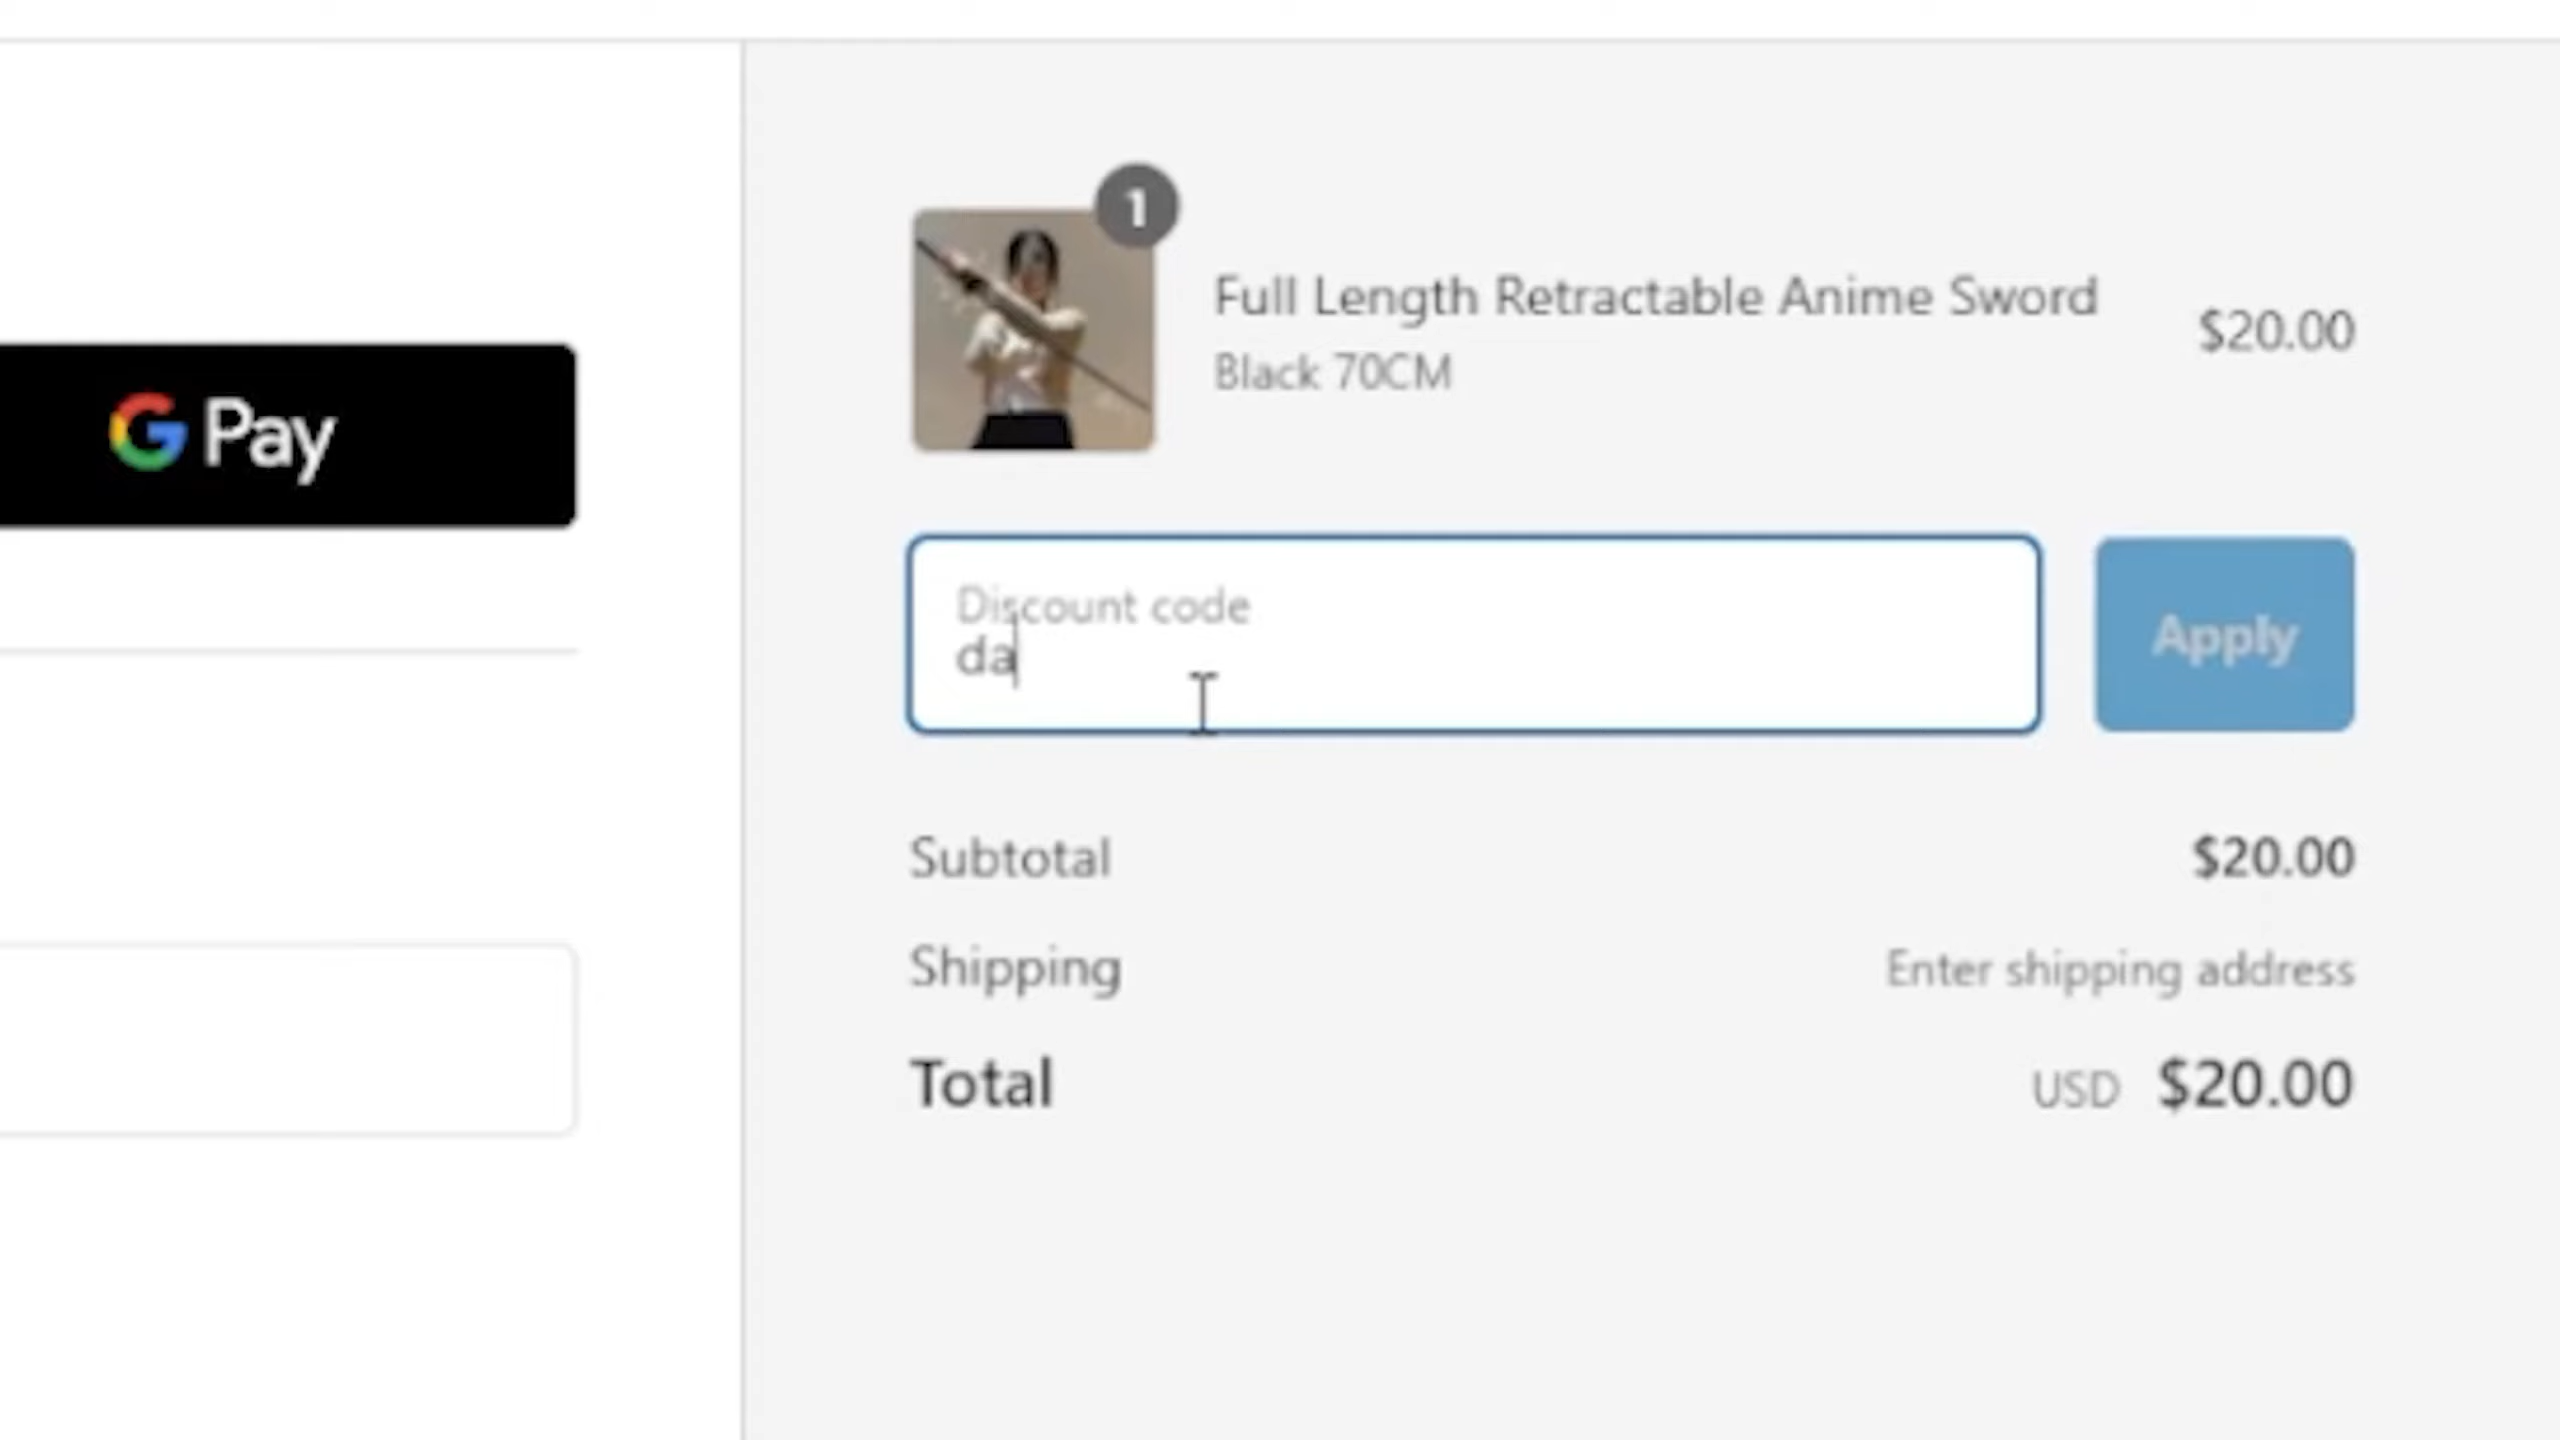 G Pay
1
Full Length Retractable Anime Sword
$20.00
Black 70CM
Discount code
da
Apply
Subtotal
$20.00
Shipping
Enter shipping address
Total
USD $20.00